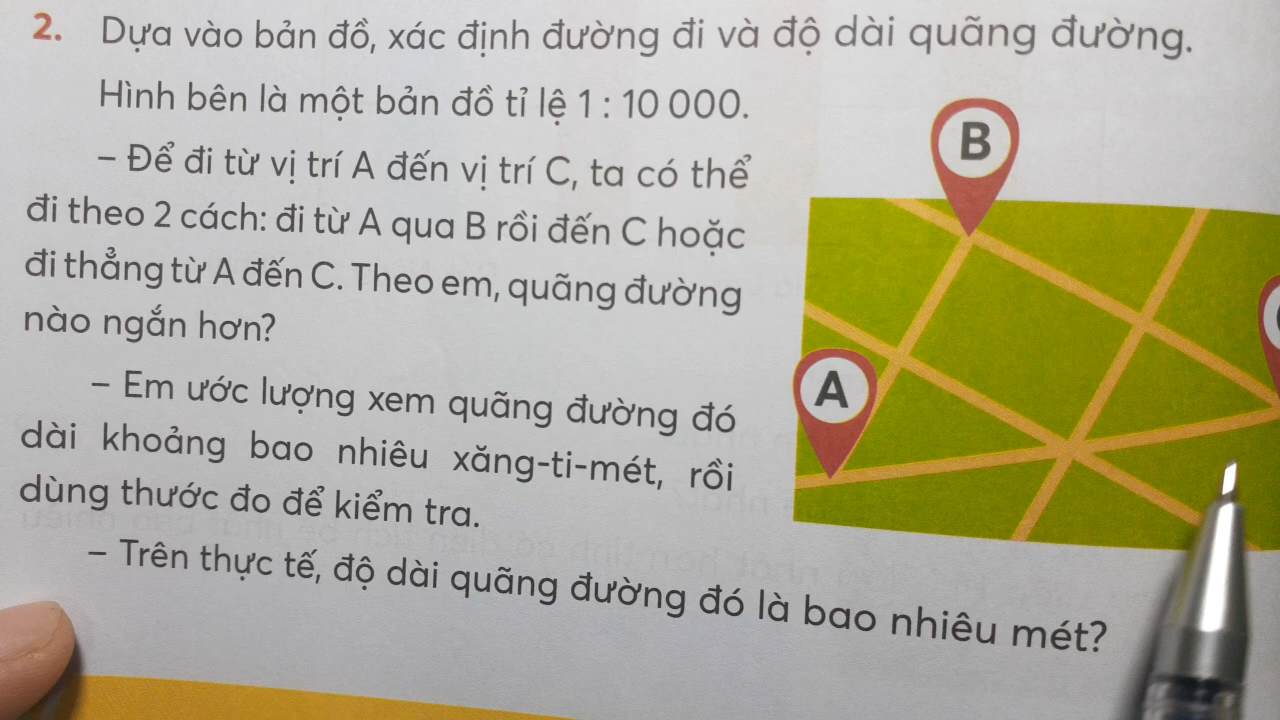 2. Dựa vào bản đồ, xác định đường đi và độ dài quãng đường.
Hình bên là một bản đồ tỉ lệ 1 : 10 000.
– Để đi từ vị trí A đến vị trí C, ta có thể
đi theo 2 cách: đi từ A qua B rồi đến C hoặc
đi thẳng từ A đến C. Theo em, quãng đường
nào ngắn hơn?
– Em ước lượng xem quãng đường đó
dài khoảng bao nhiêu xăng-ti-mét, rồi
dùng thước đo để kiểm tra.
– Trên thực tế, độ dài quãng đường đó là bao nhiêu mét?
B
A